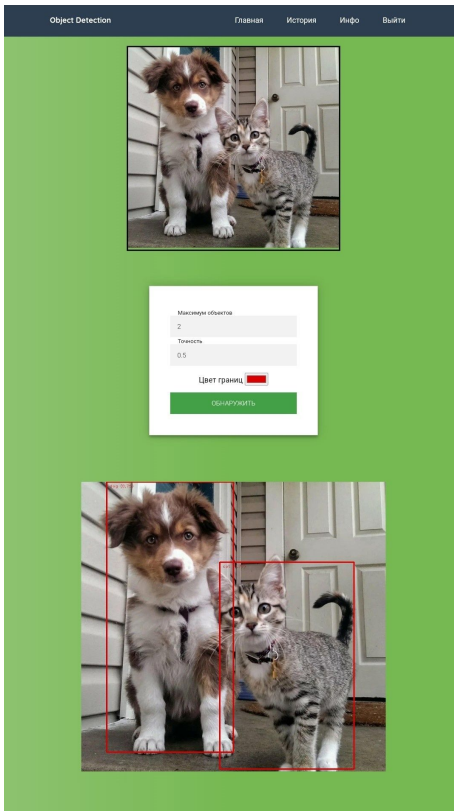 Object Detection
Главная
История
Инфо
Выйти
Максимум объектов
2
Точность
0.5
Цвет границ
ОБНАРУЖИТЬ